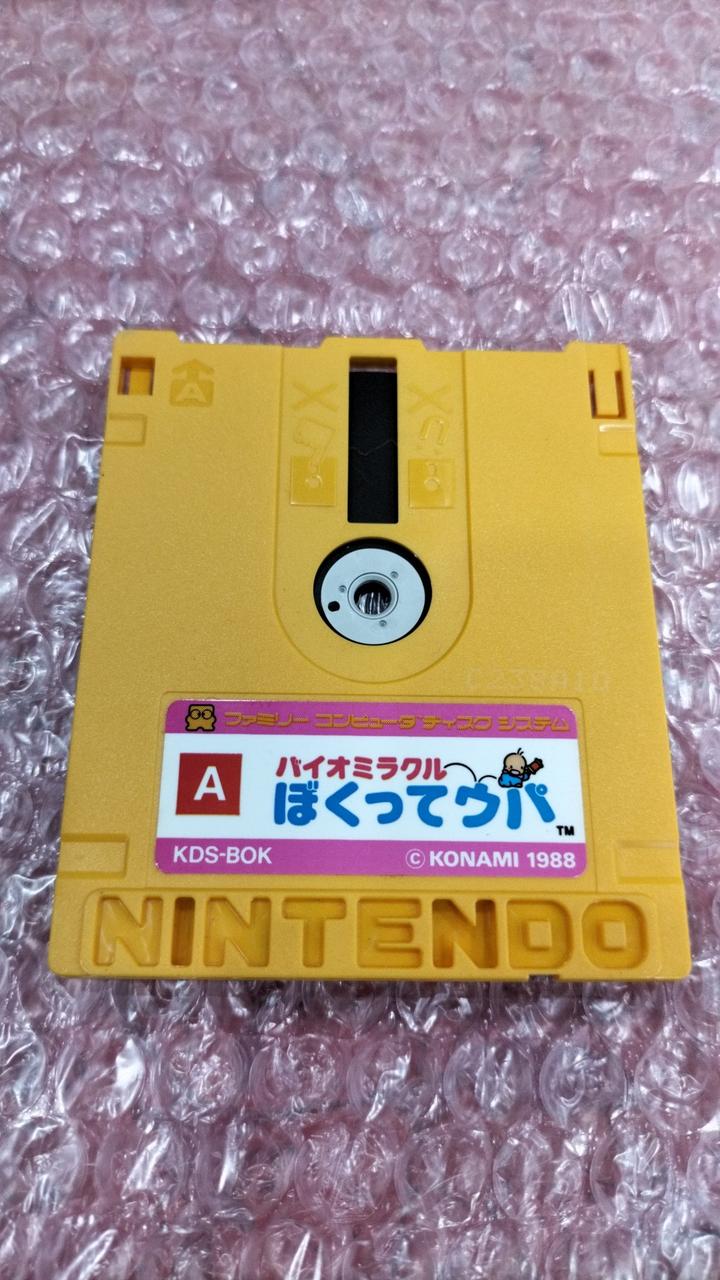 A
ファミリー コンピュータ ディスク システム
A
バイオミラクル
ぼくってウパ
TM
KDS-BOK
© KONAMI 1988
NINTENDO